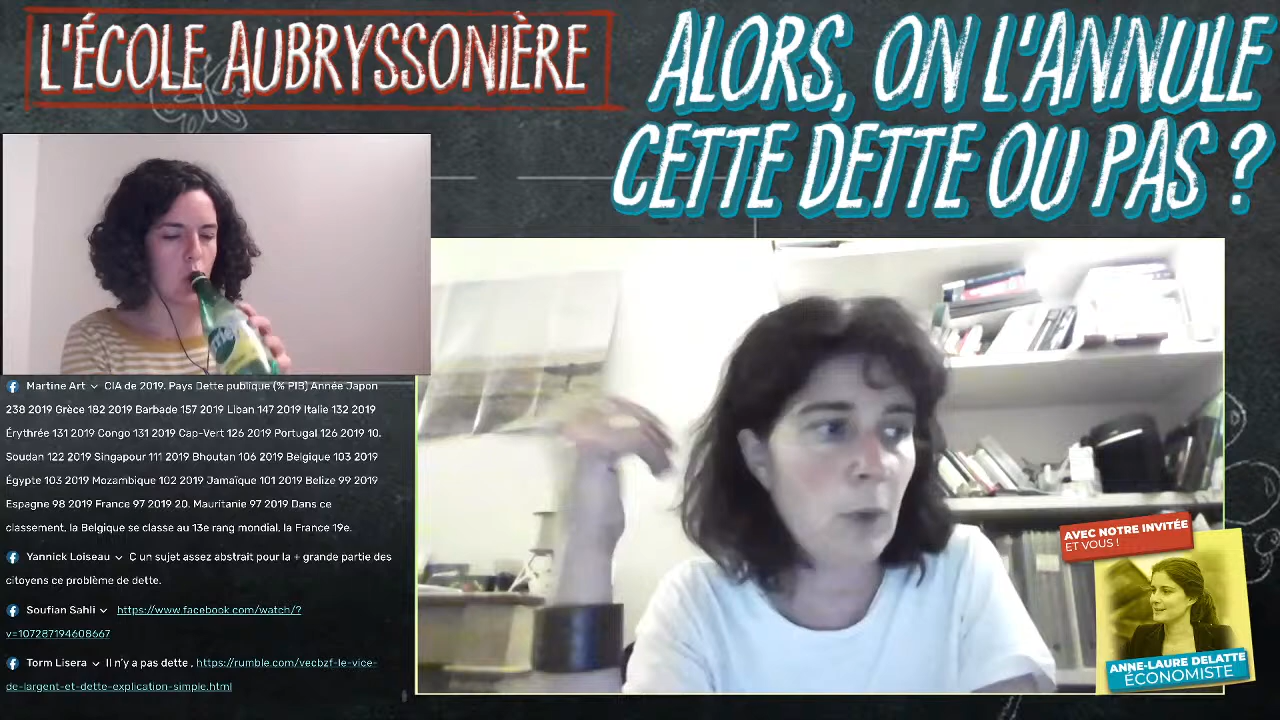 L'ÉCOLE AUBRYSSONIÈRE
ALORS, ON L'ANNULE
CETTE DETTE OU PAS ?
Martine Art CIA de 2019. Pays Dette publique (% PIB) Année Japon
238 2019 Grèce 182 2019 Barbade 157 2019 Liban 147 2019 Italie 132 2019
Érythrée 131 2019 Congo 131 2019 Cap-Vert 126 2019 Portugal 126 2019 10.
Soudan 122 2019 Singapour 111 2019 Bhoutan 106 2019 Belgique 103 2019
Égypte 103 2019 Mozambique 102 2019 Jamaïque 101 2019 Belize 99 2019
Espagne 98 2019 France 97 2019 20. Mauritanie 97 2019 Dans ce
classement, la Belgique se classe au 13e rang mondial, la France 19e.
Yannick Loiseau C un sujet assez abstrait pour la + grande partie des
citoyens ce problème de dette.
Soufian Sahli https://www.facebook.com/watch/?
v=107287194608667
Torm Lisera Il n'y a pas dette , https://rumble.com/vecbzf-le-vice-
de-largent-et-dette-explication-simple.html
AVEC NOTRE INVITÉE
ET VOUS !
ANNE-LAURE DELATTE
ÉCONOMISTE